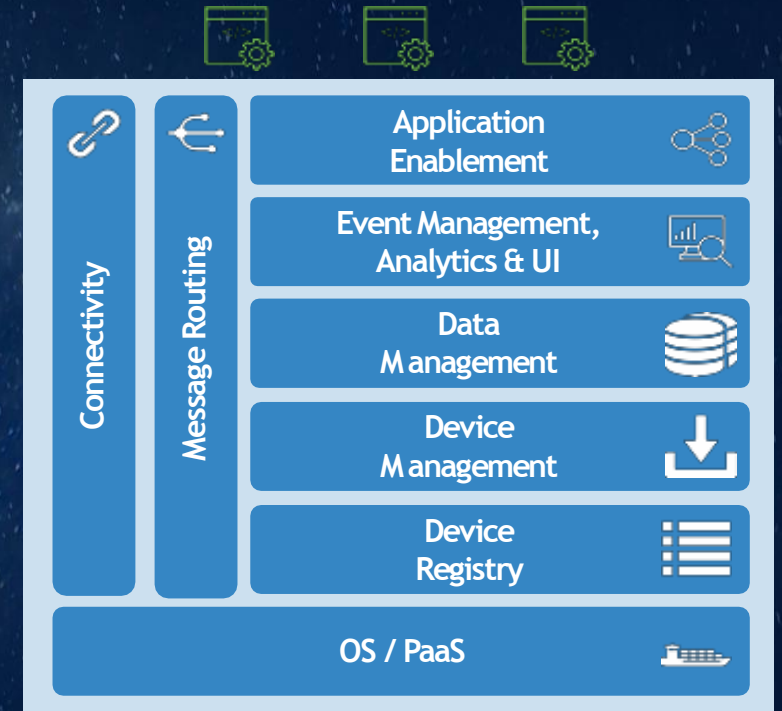 Connectivity
Message Routing
Application
Enablement
Event Management,
Analytics & UI
Data
Management
Device
Management
Device
Registry
OS / PaaS